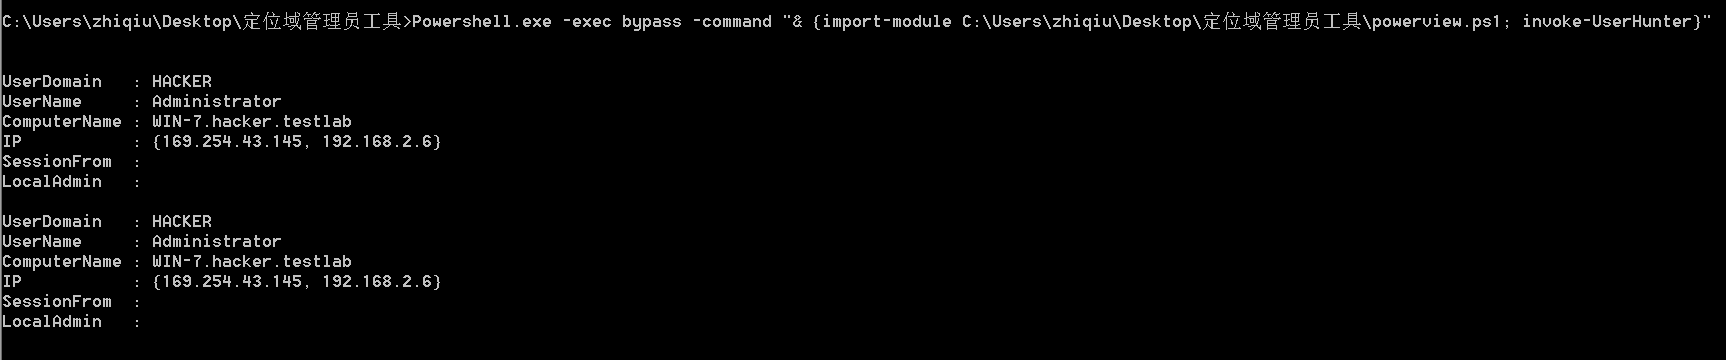 C:\Users\zhiqiu\Desktop\定位域管理员工具>Powershell.exe -exec bypass -command "& {import-module C:\Users\zhiqiu\Desktop\定位域管理员工具\powerview.ps1; invoke-UserHunter}"
UserDomain : HACKER
UserName : Administrator
ComputerName : WIN-7.hacker.testlab
IP : {169.254.43.145, 192.168.2.6}
SessionFrom :
LocalAdmin :
UserDomain : HACKER
UserName : Administrator
ComputerName : WIN-7.hacker.testlab
IP : {169.254.43.145, 192.168.2.6}
SessionFrom :
LocalAdmin :